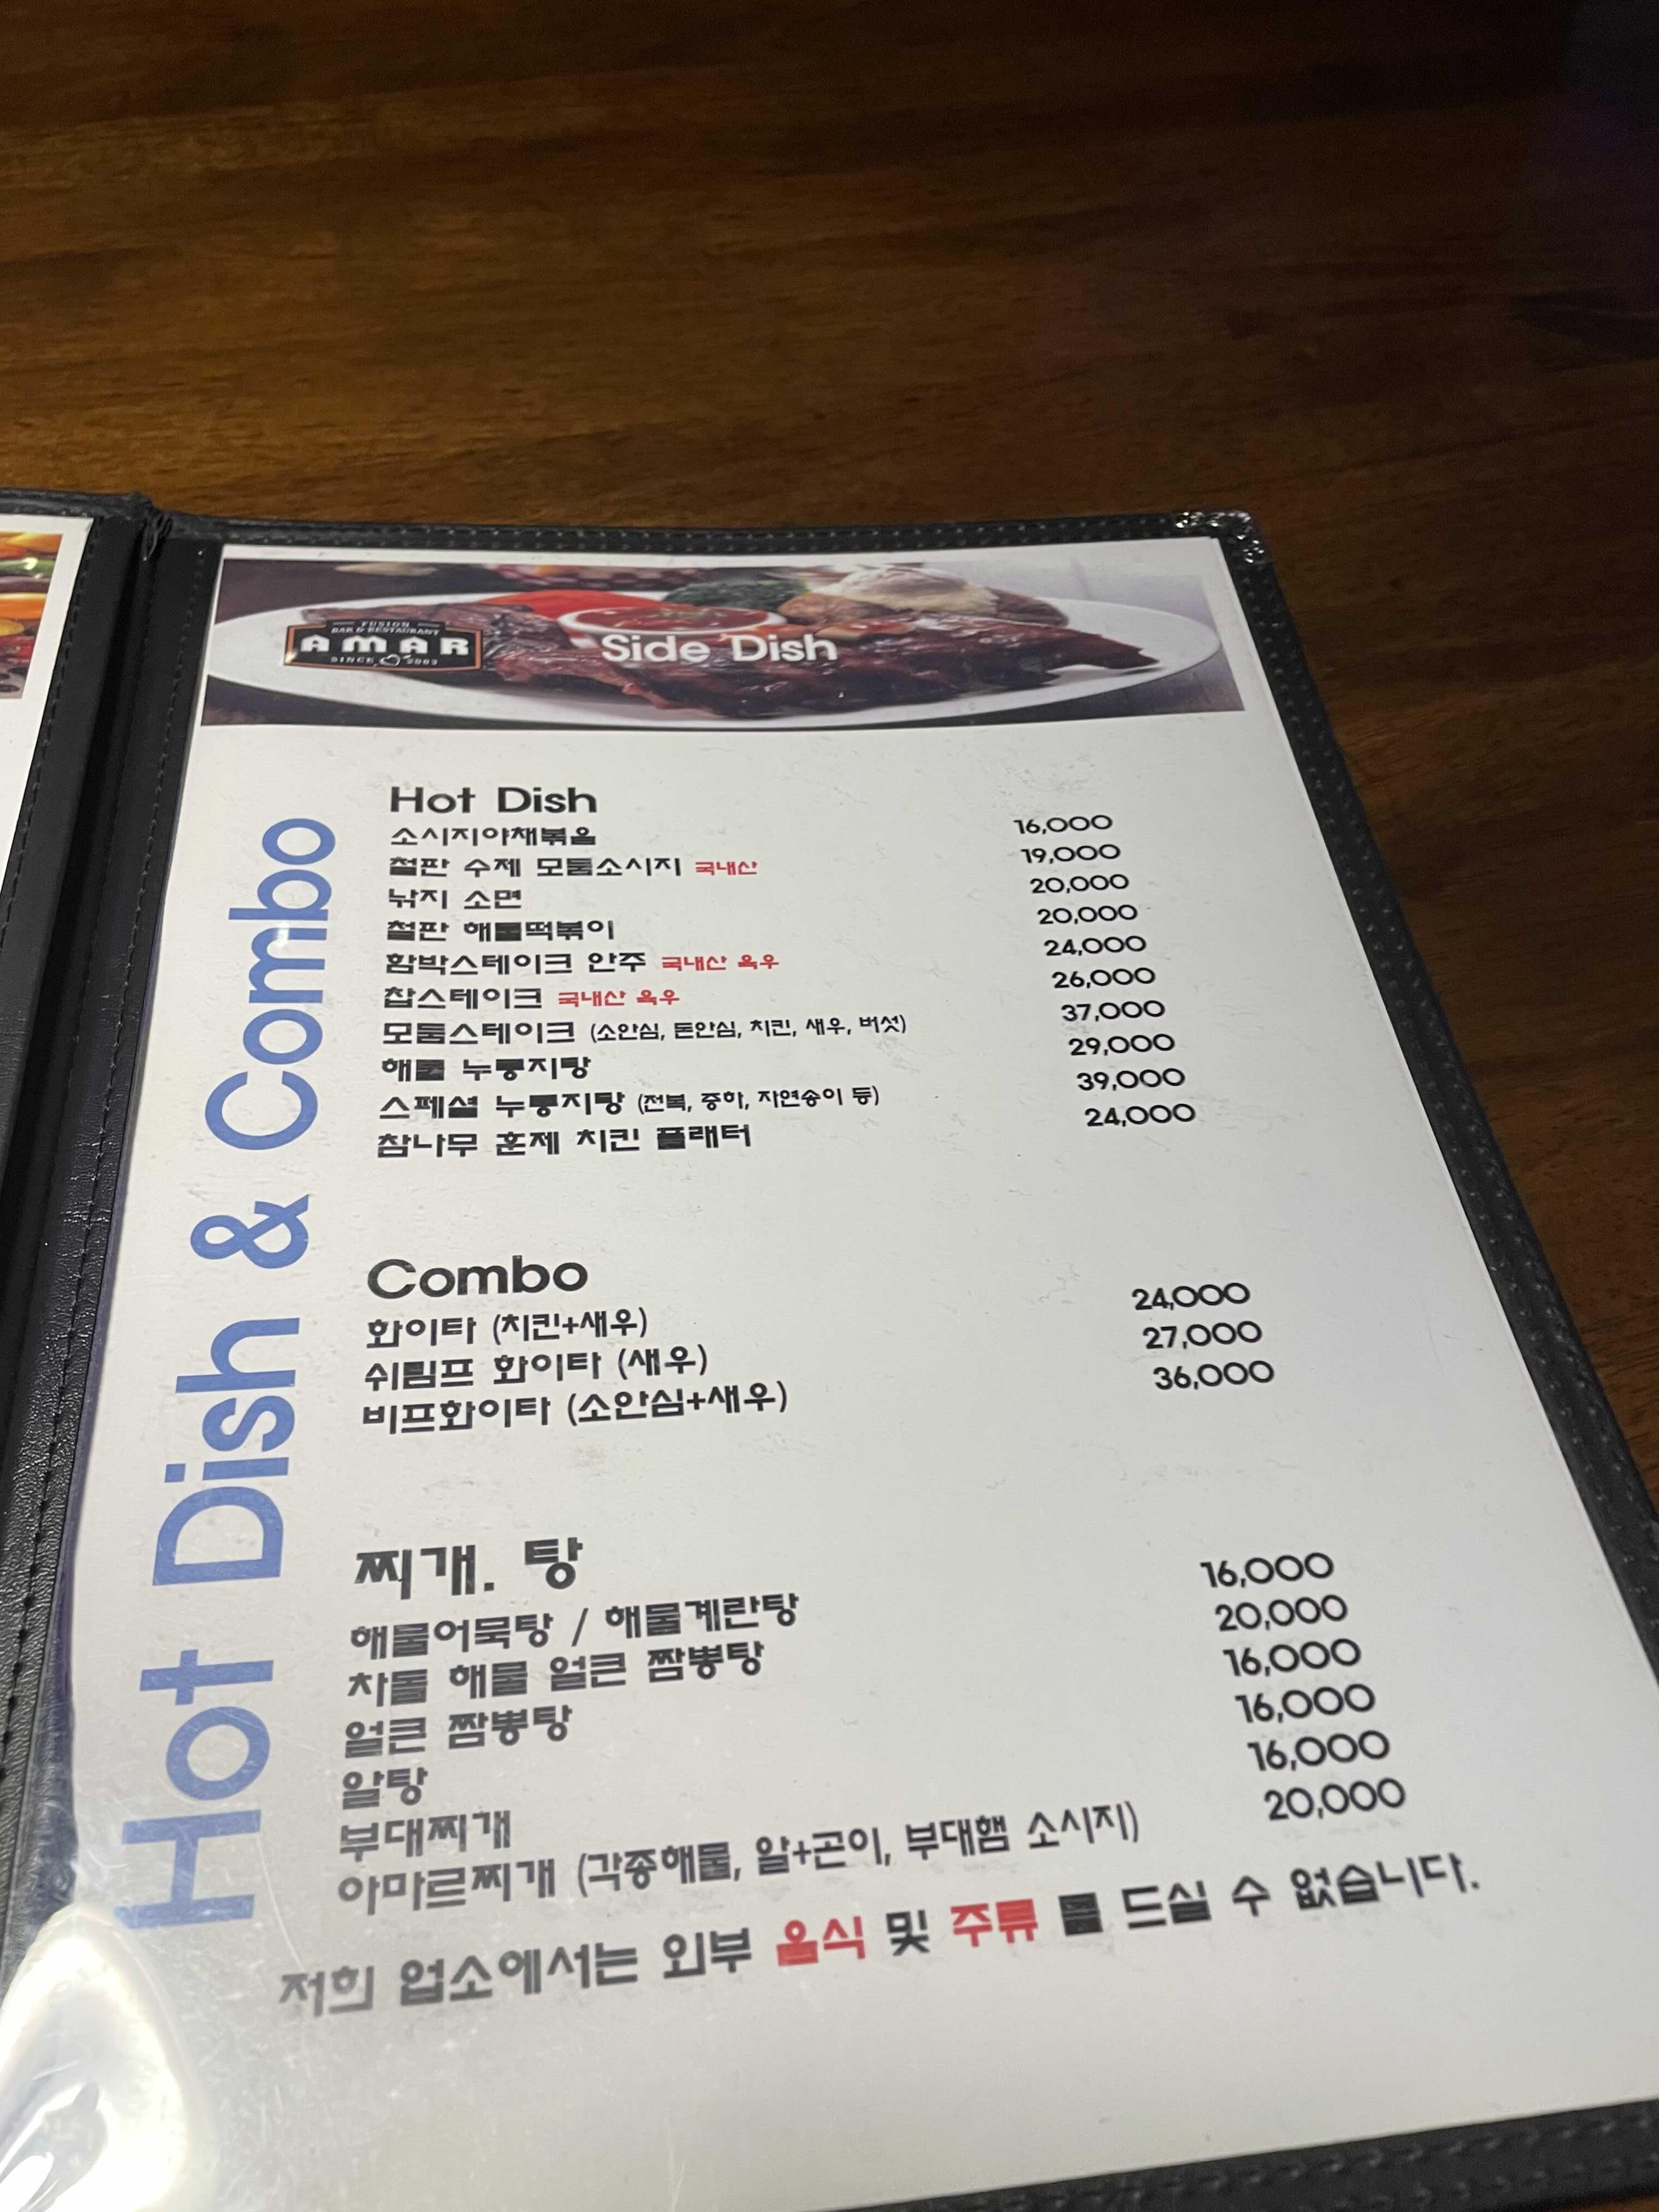 FUSION
BAR & RESTAURANT
AMAR
SINCE 2003
Side Dish
Hot Dish & Combo
Hot Dish
소시지야채볶음 16,000
철판 수제 모둠소시지 국내산 19,000
낚지 소면 20,000
철판 해물떡볶이 20,000
함박스테이크 안주 국내산 육우 24,000
찹스테이크 국내산 육우 26,000
모둠스테이크 (소안심, 돈안심, 치킨, 새우, 버섯) 37,000
해물 누룽지탕 29,000
스페셜 누룽지탕 (전복, 중하, 자연송이 등) 39,000
참나무 훈제 치킨 플래터 24,000
Combo
화이타 (치킨+새우) 24,000
쉬림프 화이타 (새우) 27,000
비프화이타 (소안심+새우) 36,000
찌개. 탕
해물어묵탕 / 해물계란탕 16,000
차돌 해물 얼큰 짬뽕탕 20,000
얼큰 짬뽕탕 16,000
알탕 16,000
부대찌개 16,000
아마르찌개 (각종해물, 알+곤이, 부대햄 소시지) 20,000
저희 업소에서는 외부 음식 및 주류 를 드실 수 없습니다.